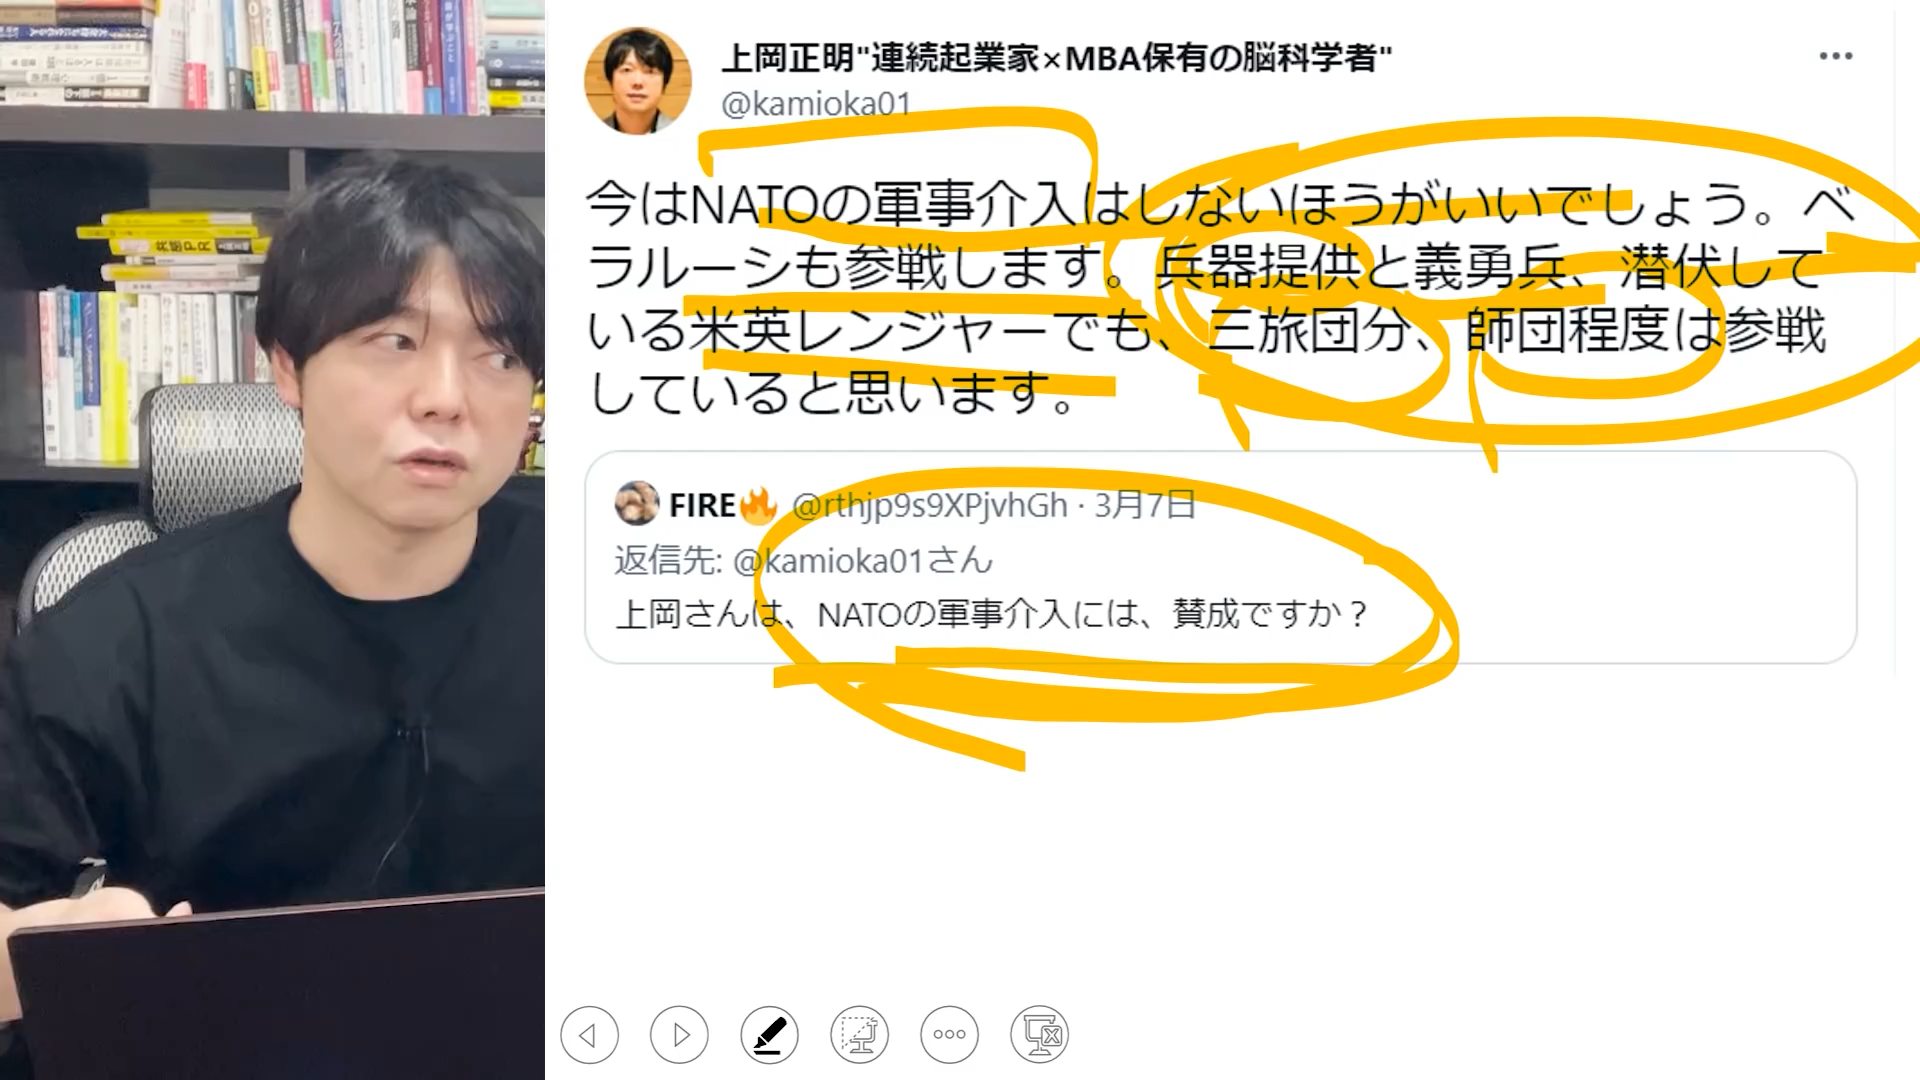 上岡正明"連続起業家×MBA保有の脳科学者"
@kamioka01
今はNATOの軍事介入はしないほうがいいでしょう。ベ
ラルーシも参戦します。兵器提供と義勇兵、潜伏して
いる米英レンジャーでも、三旅団分、師団程度は参戦
していると思います。
FIRE🔥 @rthjp9s9XPjvhGh · 3月7日
返信先: @kamioka01さん
上岡さんは、NATOの軍事介入には、賛成ですか？